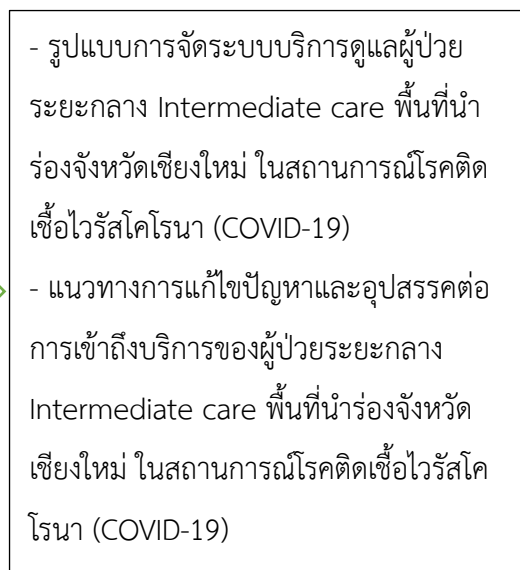 - รูปแบบการจัดระบบบริการดูแลผู้ป่วย
ระยะกลาง Intermediate care พื้นที่นำ
ร่องจังหวัดเชียงใหม่ ในสถานการณ์โรคติด
เชื้อไวรัสโคโรนา (COVID-19)
- แนวทางการแก้ไขปัญหาและอุปสรรคต่อ
การเข้าถึงบริการของผู้ป่วยระยะกลาง
Intermediate care พื้นที่นำร่องจังหวัด
เชียงใหม่ ในสถานการณ์โรคติดเชื้อไวรัสโค
โรนา (COVID-19)